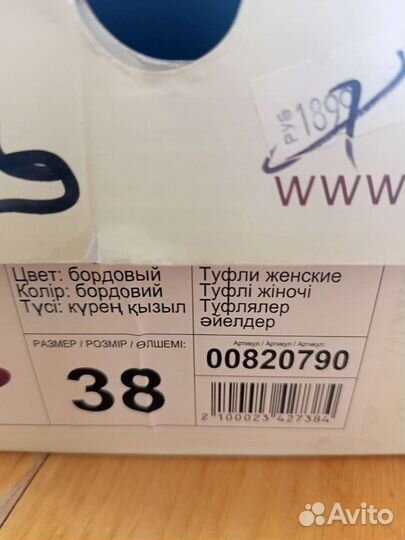 РУБ 1899
www
Цвет: бордовый
Колір: бордовий
Түсі: күрең қызыл
Туфли женские
Туфлі жіночі
Туфлялер
әйелдер
РАЗМЕР / РОЗМІР / ӨЛШЕМІ:
38
Артикул / Артикул / Артикул:
00820790
2 100023 427384
Avito